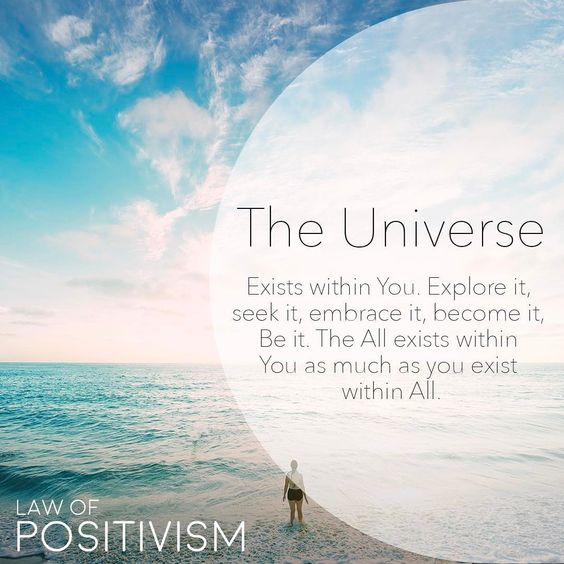 The Universe
Exists within You. Explore it,
seek it, embrace it, become it,
Be it. The All exists within
You as much as you exist
within All.
LAW OF
POSITIVISM